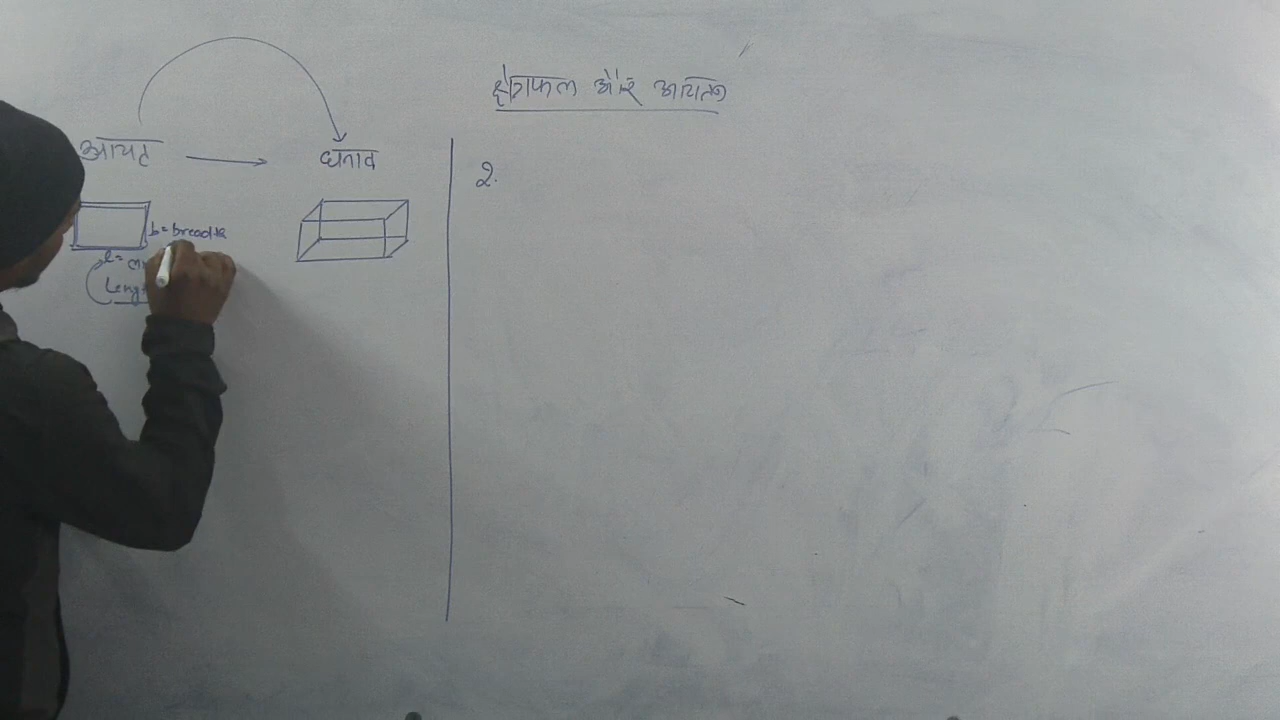 क्षेत्रफल और आयतन
आयत
घनाव
2.
b = breadth
l =